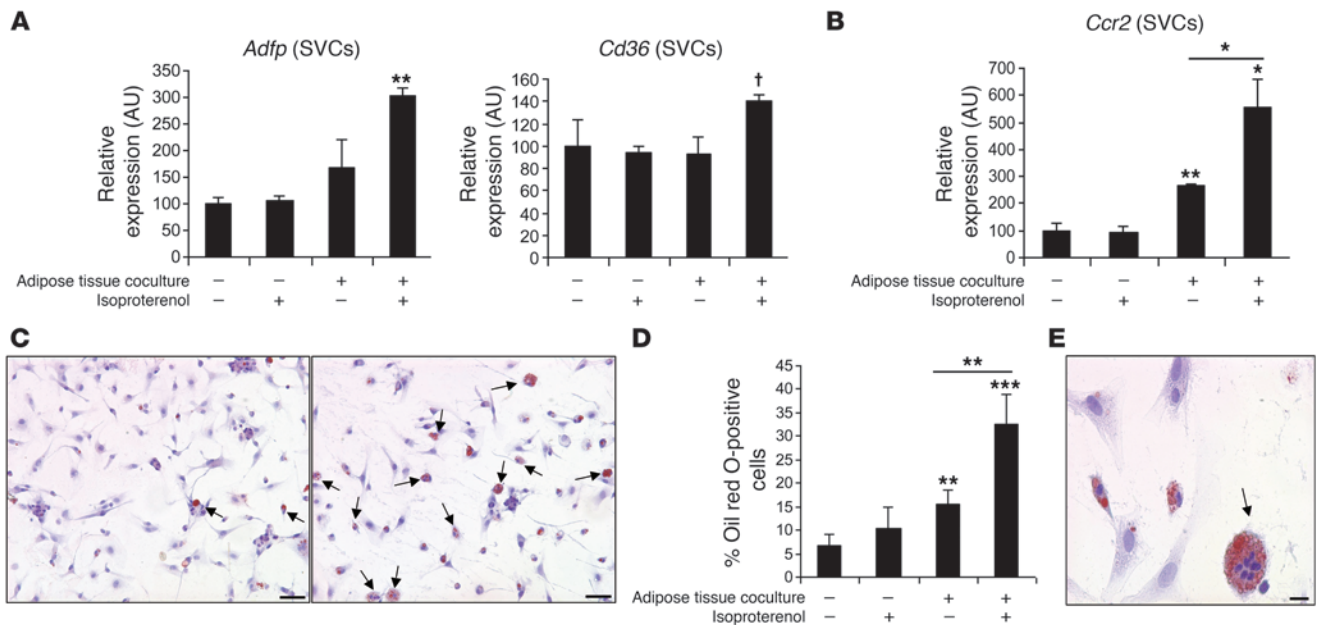 A
Adfp (SVCs)
Relative
expression (AU)
350
300
250
200
150
100
50
0
**
Adipose tissue coculture – – + +
Isoproterenol – + – +
Cd36 (SVCs)
Relative
expression (AU)
160
140
120
100
80
60
40
20
0
†
– – + +
– + – +
B
Ccr2 (SVCs)
Relative
expression (AU)
700
600
500
400
300
200
100
0
*
*
**
Adipose tissue coculture – – + +
Isoproterenol – + – +
C
D
% Oil red O-positive
cells
45
40
35
30
25
20
15
10
5
0
**
***
**
Adipose tissue coculture – – + +
Isoproterenol – + – +
E